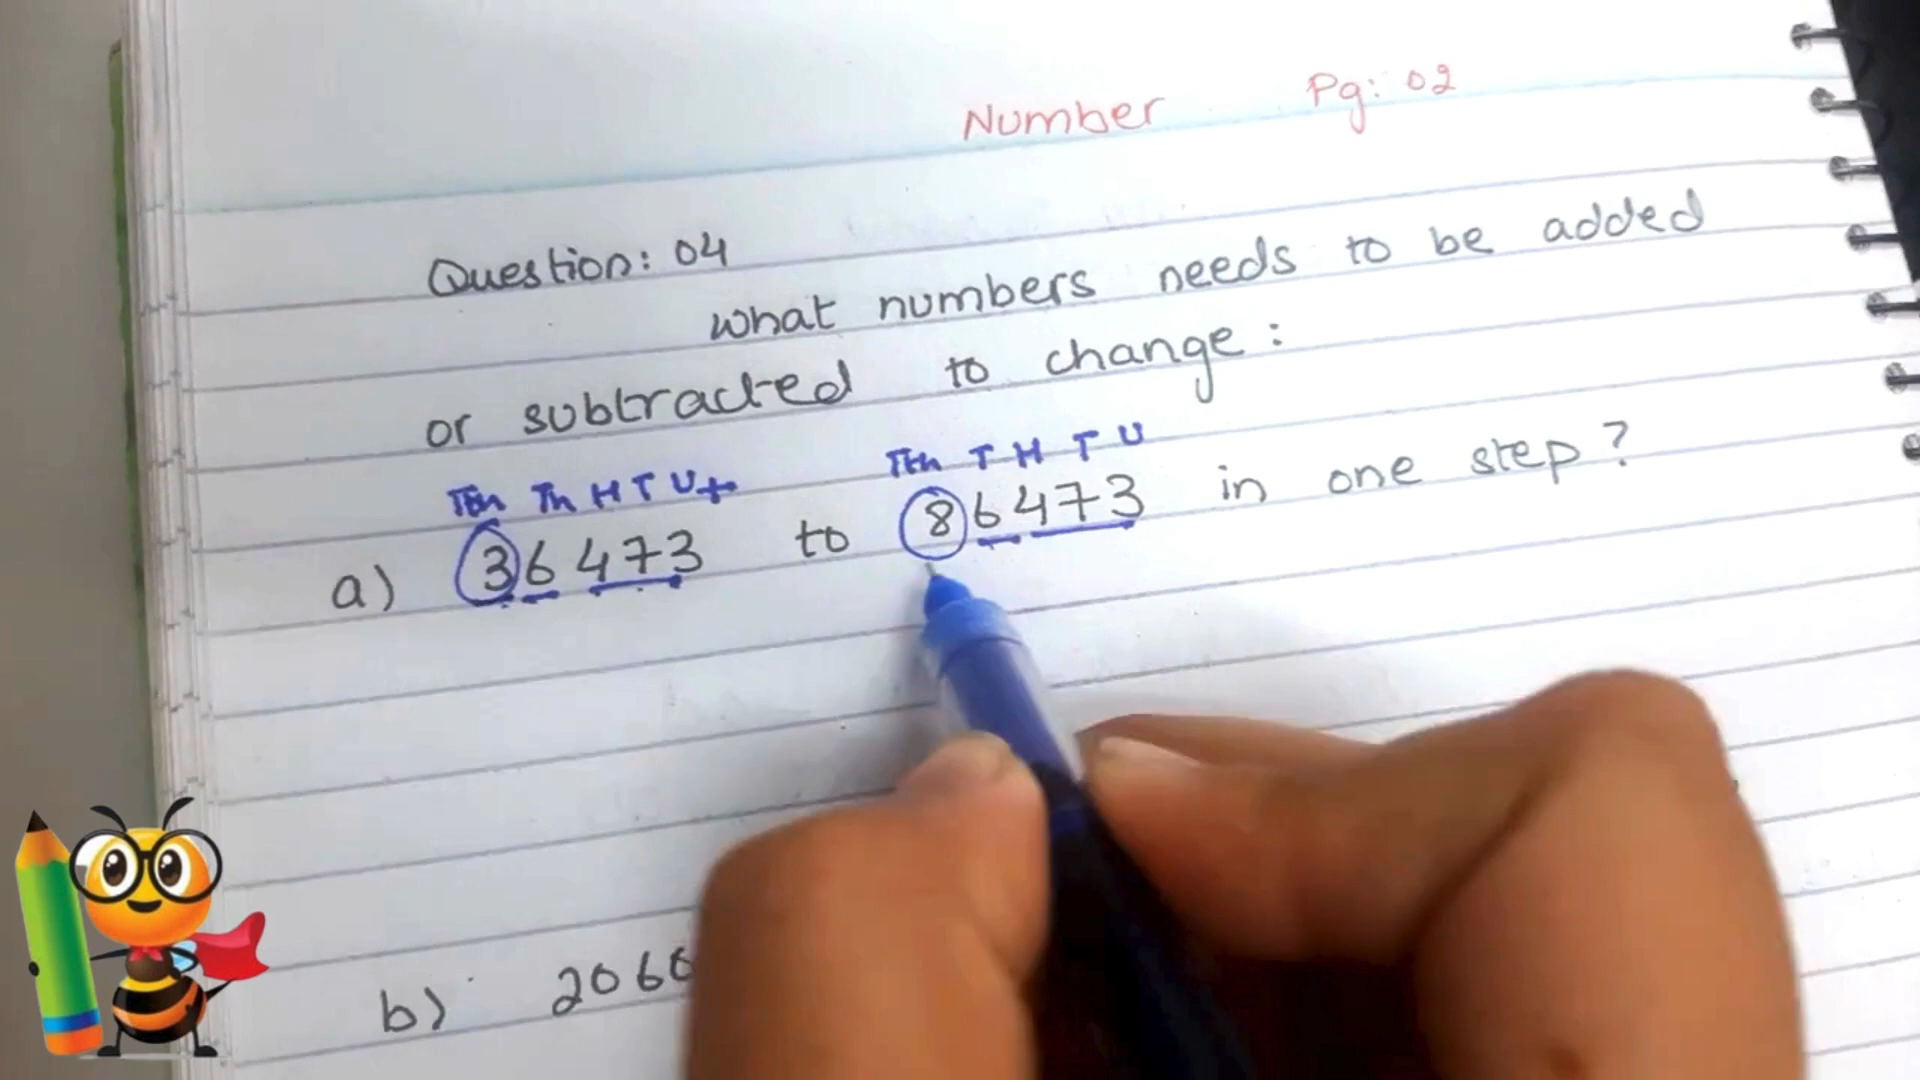 Number Pg: 02
Question: 04
What numbers needs to be added
or subtracted to change:
TTh Th H T U TTh T H T U
a) 36473 to 86473 in one step?
b) 206